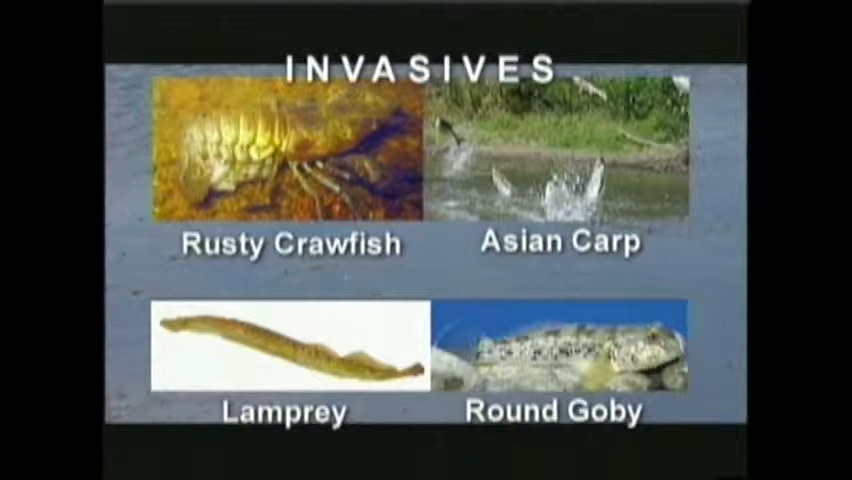 INVASIVES
Rusty Crawfish
Asian Carp
Lamprey
Round Goby